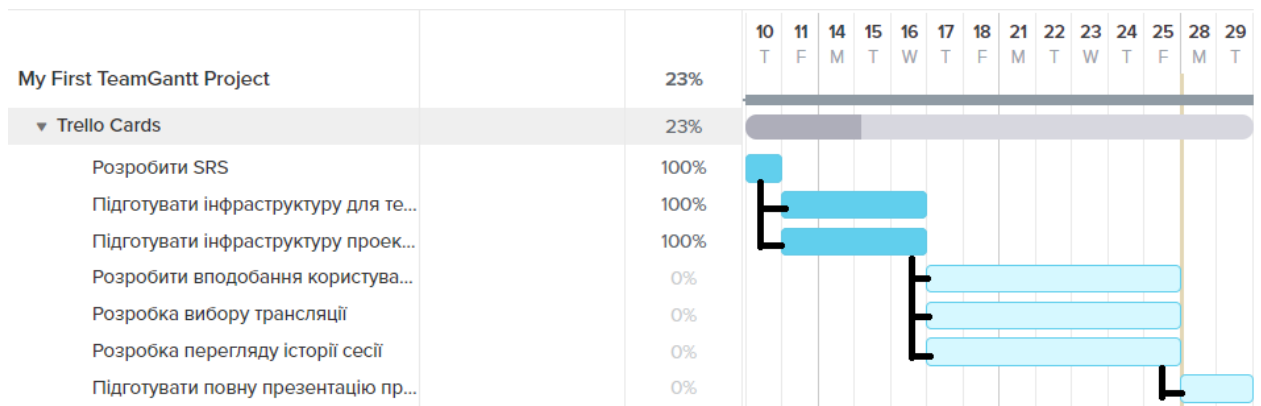 10 11 14 15 16 17 18 21 22 23 24 25 28 29
T F M T W T F M T W T F M T
My First TeamGantt Project 23%
▼ Trello Cards 23%
Розробити SRS 100%
Підготувати інфраструктуру для те... 100%
Підготувати інфраструктуру проек... 100%
Розробити вподобання користува... 0%
Розробка вибору трансляції 0%
Розробка перегляду історії сесії 0%
Підготувати повну презентацію пр... 0%